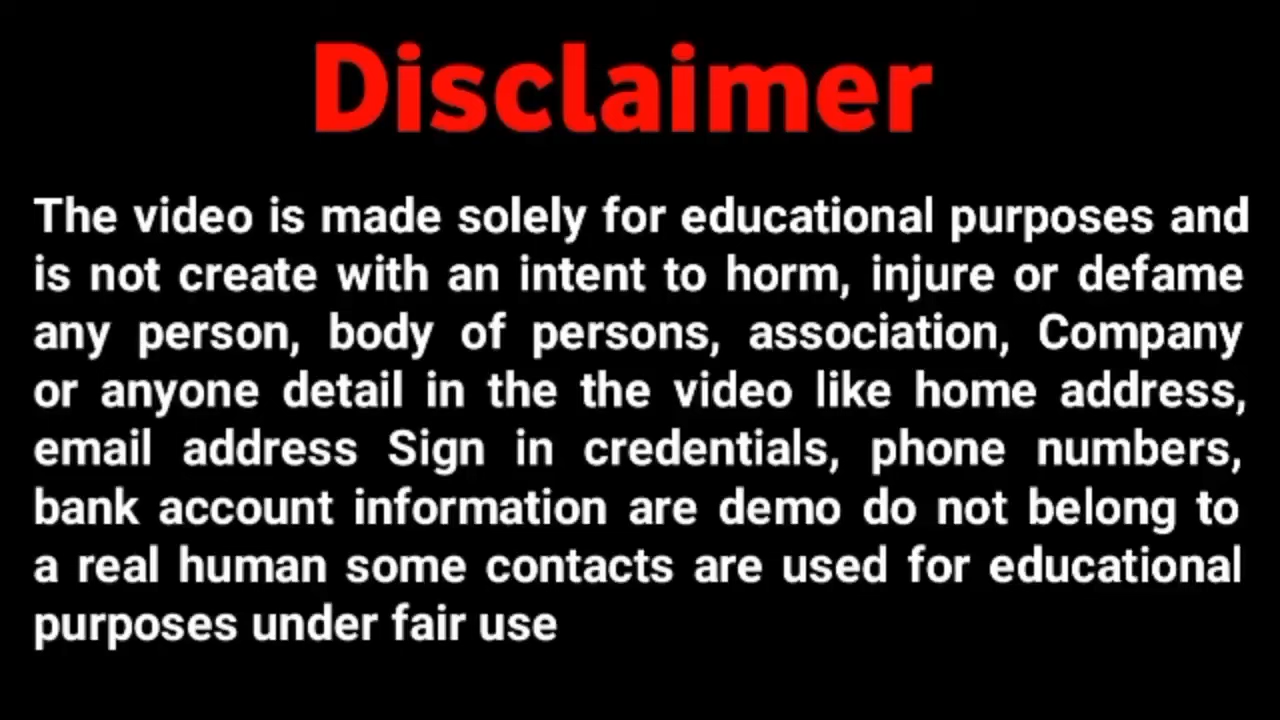 Disclaimer
The video is made solely for educational purposes and
is not create with an intent to horm, injure or defame
any person, body of persons, association, Company
or anyone detail in the the video like home address,
email address Sign in credentials, phone numbers,
bank account information are demo do not belong to
a real human some contacts are used for educational
purposes under fair use